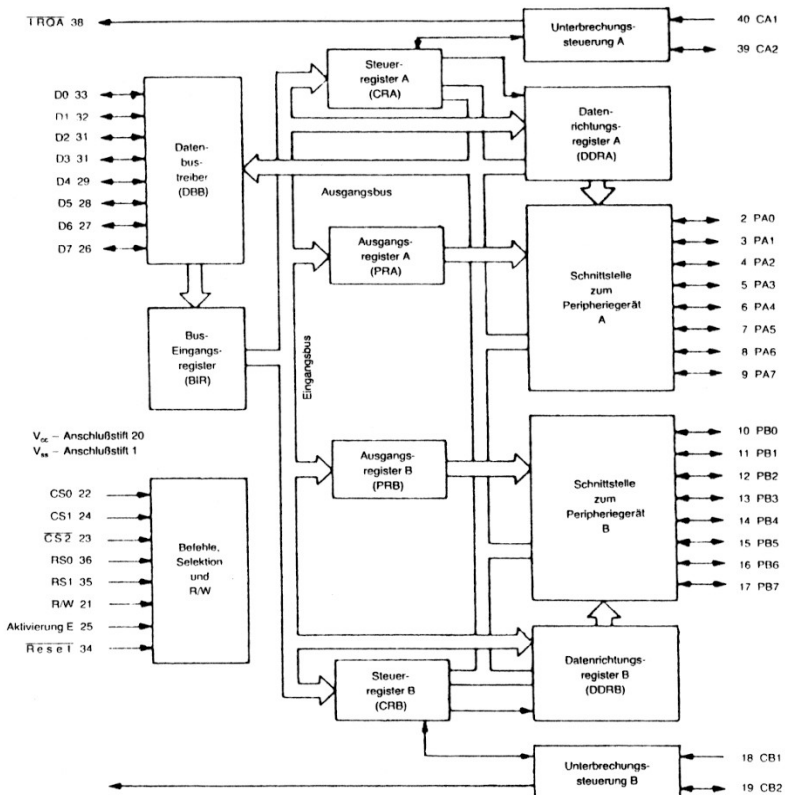 IRQA 38
Unterbrechungs-
steuerung A
40 CA1
39 CA2
Steuer-
register A
(CRA)
D0 33
D1 32
D2 31
D3 31
D4 29
D5 28
D6 27
D7 26
Daten-
bus-
treiber
(DBB)
Daten-
richtungs-
register A
(DDRA)
Ausgangsbus
Ausgangs-
register A
(PRA)
Schnittstelle
zum
Peripheriegerät
A
2 PA0
3 PA1
4 PA2
5 PA3
6 PA4
7 PA5
8 PA6
9 PA7
Bus-
Eingangs-
register
(BIR)
Eingangsbus
Vcc – Anschlußstift 20
Vss – Anschlußstift 1
Ausgangs-
register B
(PRB)
Schnittstelle
zum
Peripheriegerät
B
10 PB0
11 PB1
12 PB2
13 PB3
14 PB4
15 PB5
16 PB6
17 PB7
CS0 22
CS1 24
CS2 23
RS0 36
RS1 35
R/W 21
Aktivierung E 25
Reset 34
Befehle,
Selektion
und
R/W
Steuer-
register B
(CRB)
Datenrichtungs-
register B
(DDRB)
Unterbrechungs-
steuerung B
18 CB1
19 CB2